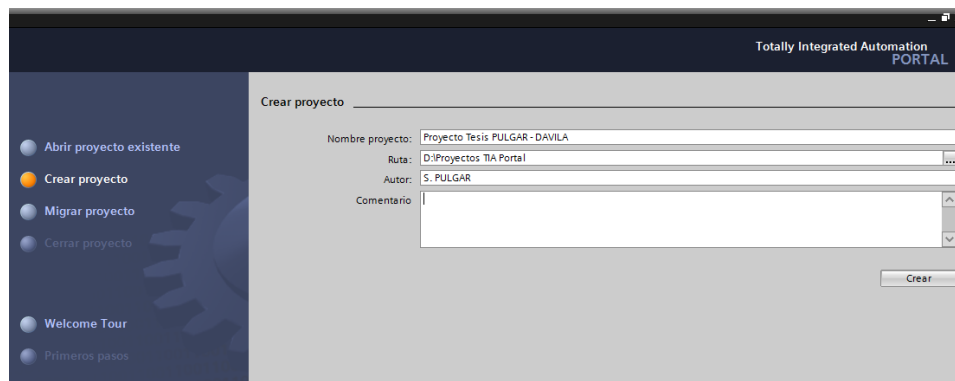 Totally Integrated Automation
PORTAL
Abrir proyecto existente
Crear proyecto
Migrar proyecto
Cerrar proyecto
Welcome Tour
Primeros pasos
Crear proyecto
Nombre proyecto: Proyecto Tesis PULGAR - DAVILA
Ruta: D:\Proyectos TIA Portal
...
Autor: S. PULGAR
Comentario
Crear